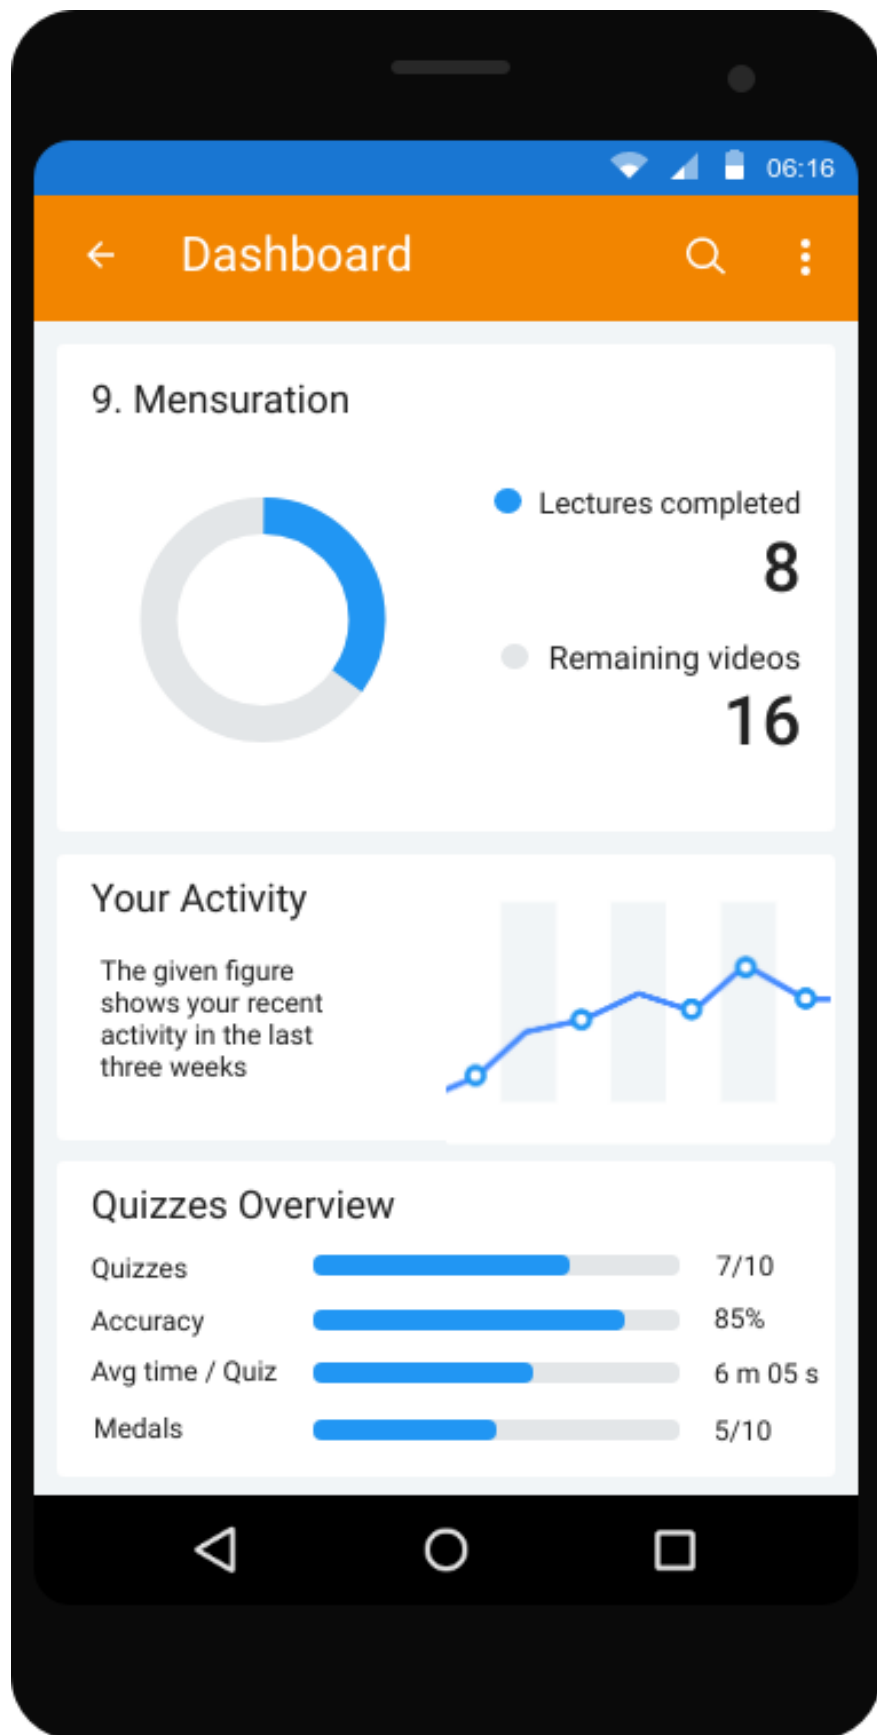 06:16
Dashboard
9. Mensuration
Lectures completed
8
Remaining videos
16
Your Activity
The given figure
shows your recent
activity in the last
three weeks
Quizzes Overview
Quizzes 7/10
Accuracy 85%
Avg time / Quiz 6 m 05 s
Medals 5/10